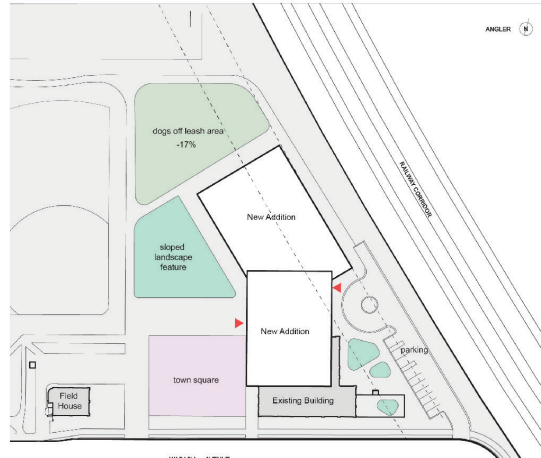 ANGLER
N
dogs off leash area
-17%
RAILWAY CORRIDOR
New Addition
sloped
landscape
feature
New Addition
parking
town square
Existing Building
Field
House